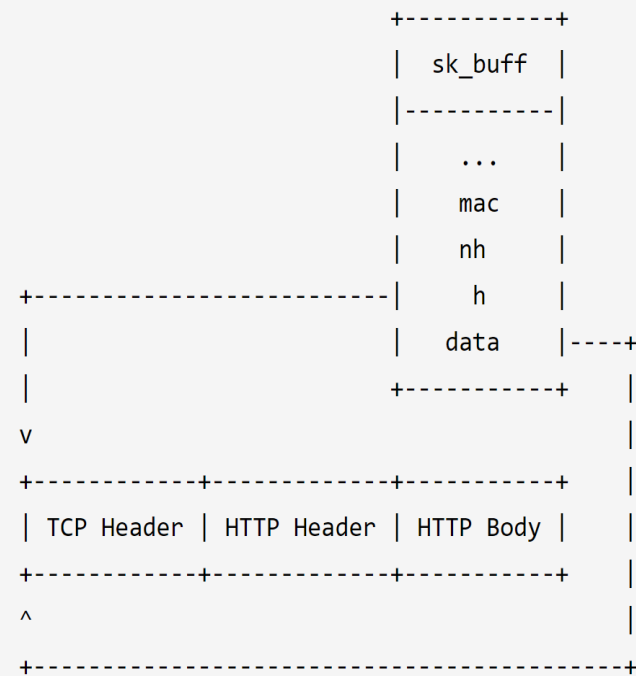 +-----------+
|  sk_buff  |
|-----------|
|    ...    |
|    mac    |
|    nh     |
+--------------------------|     h     |
|                          |   data    |----+
|                          +-----------+    |
v                                           |
+------------+-------------+-----------+    |
| TCP Header | HTTP Header | HTTP Body |    |
+------------+-------------+-----------+    |
^                                           |
+-------------------------------------------+